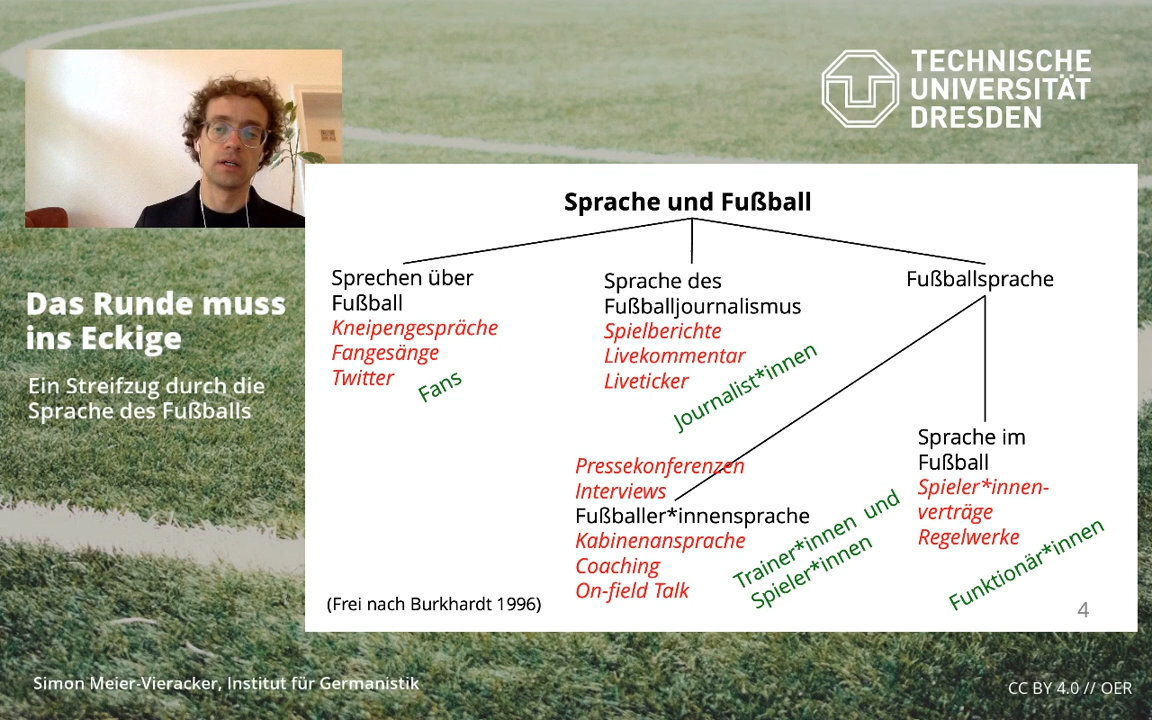 TECHNISCHE
UNIVERSITÄT
DRESDEN
Das Runde muss
ins Eckige
Ein Streifzug durch die
Sprache des Fußballs
Sprache und Fußball
Sprechen über
Fußball
Kneipengespräche
Fangesänge
Twitter
Fans
Sprache des
Fußballjournalismus
Spielberichte
Livekommentar
Liveticker
Journalist*innen
Fußballsprache
Pressekonferenzen
Interviews
Fußballer*innensprache
Kabinenansprache
Coaching
On-field Talk
Trainer*innen und
Spieler*innen
Sprache im
Fußball
Spieler*innen-
verträge
Regelwerke
Funktionär*innen
(Frei nach Burkhardt 1996)
4
Simon Meier-Vieracker, Institut für Germanistik
CC BY 4.0 // OER